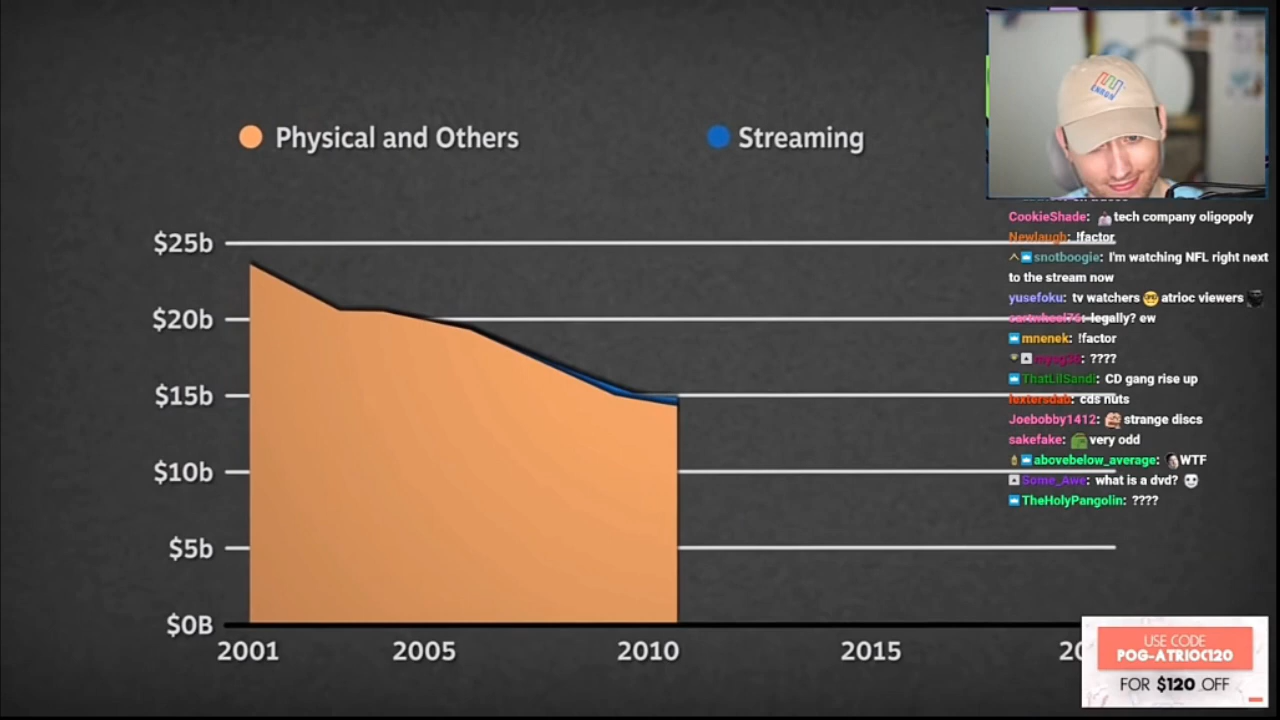 Physical and Others
Streaming
$25b
$20b
$15b
$10b
$5b
$0B
2001
2005
2010
2015
ENRON
CookieShade: tech company oligopoly
Newlaugh: !factor
snotboogie: I'm watching NFL right next
to the stream now
yusefoku: tv watchers atrioc viewers
legally? ew
mnenek: !factor
????
ThatLilSandi: CD gang rise up
lextersdab: cds nuts
Joebobby1412: strange discs
sakefake: very odd
abovebelow_average: WTF
Some_Awe: what is a dvd?
TheHolyPangolin: ????
USE CODE
POG-ATRIOC120
FOR $120 OFF